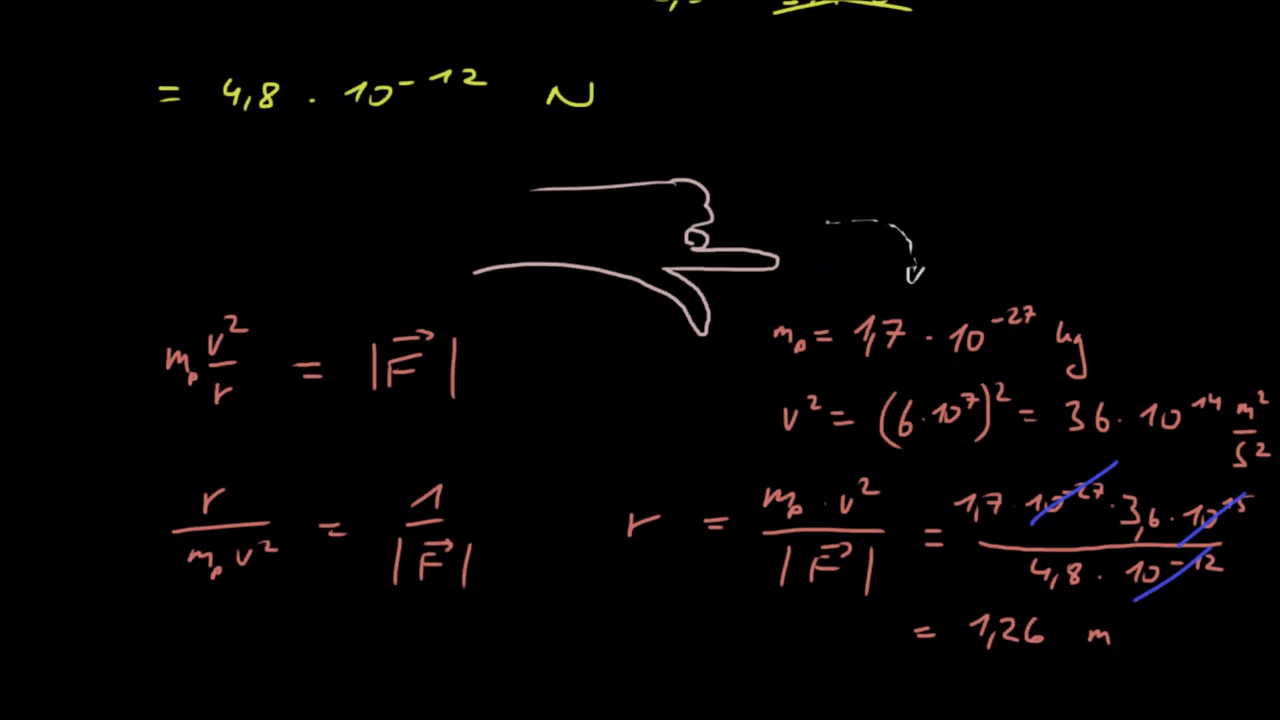 = 4,8 · 10⁻¹² N
m_p v²/r = |F⃗|
m_p = 1,7 · 10⁻²⁷ kg
v² = (6 · 10⁷)² = 36 · 10¹⁴ m²/s²
r/(m_p v²) = 1/|F⃗|
r = (m_p · v²)/|F⃗| = (1,7 · 10⁻²⁷ · 3,6 · 10¹⁵)/(4,8 · 10⁻¹²)
= 1,26 m